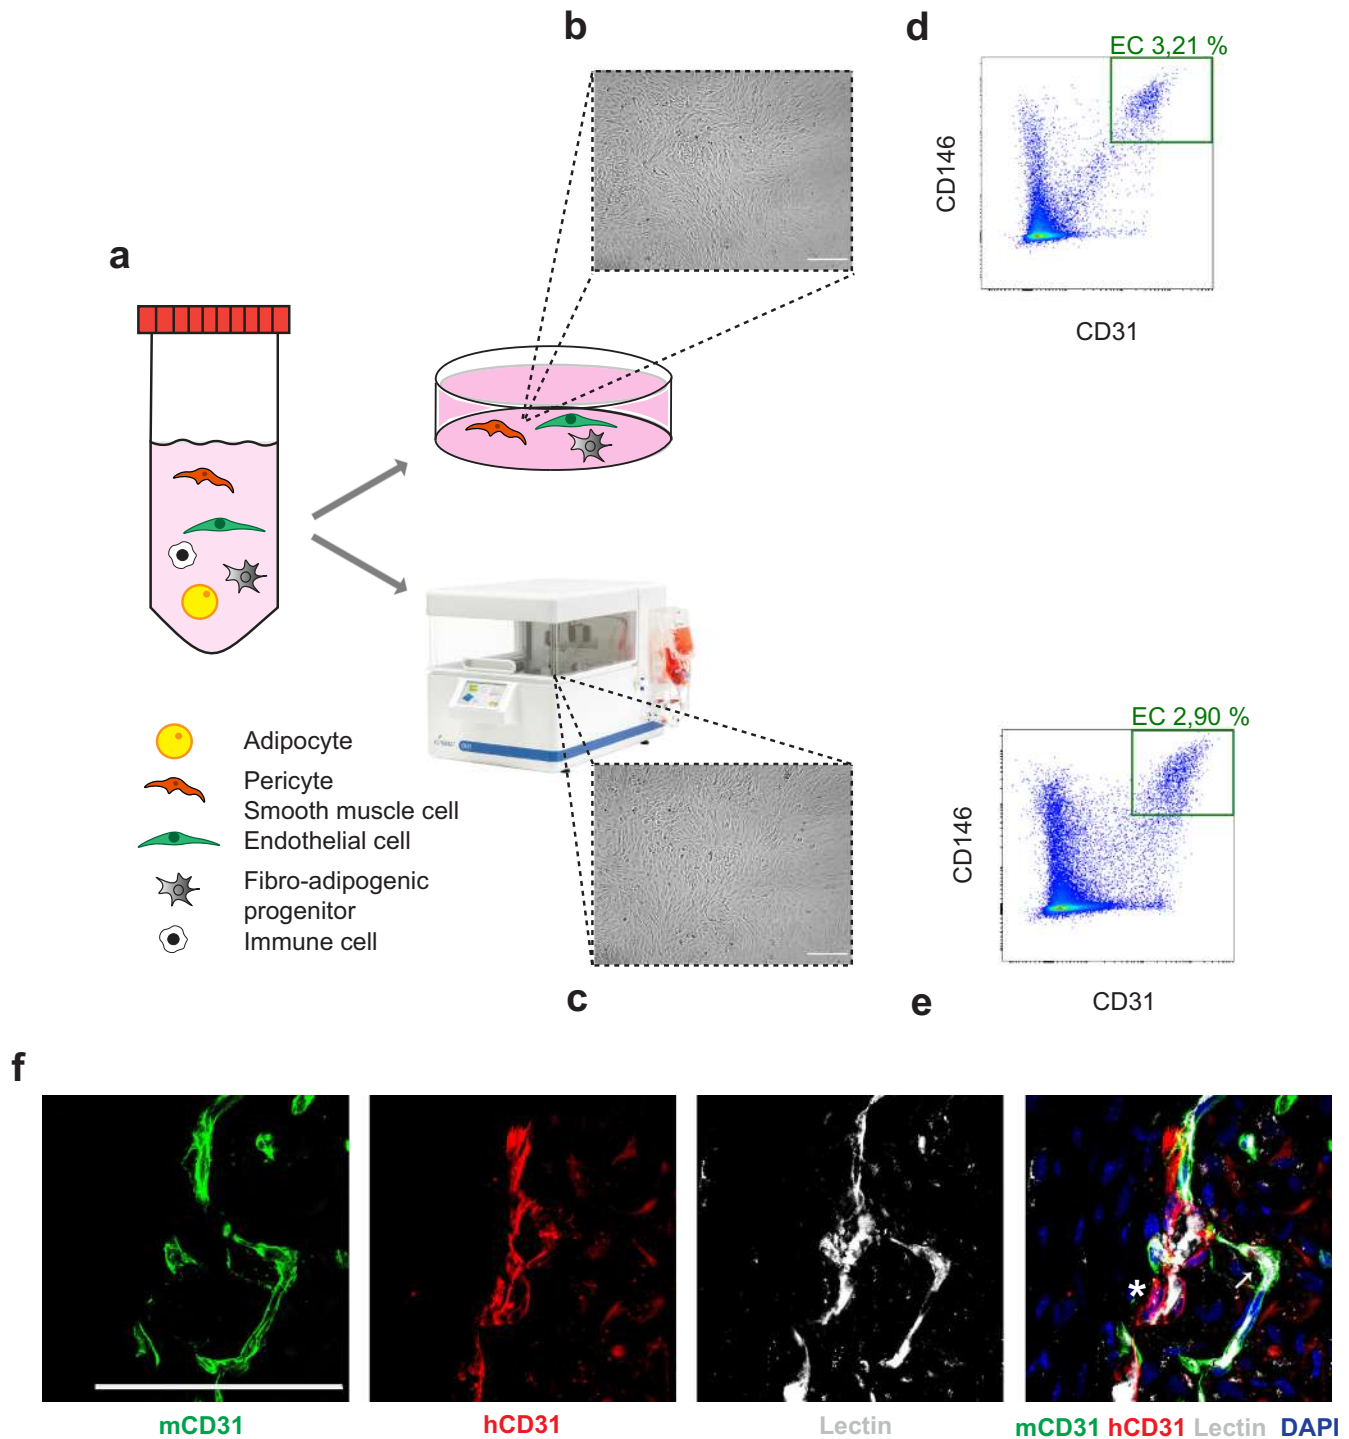 b
d
EC 3,21 %
CD146
CD31
a
Adipocyte
Pericyte
Smooth muscle cell
Endothelial cell
Fibro-adipogenic
progenitor
Immune cell
EC 2,90 %
CD146
CD31
c
e
f
mCD31
hCD31
Lectin
mCD31 hCD31 Lectin DAPI